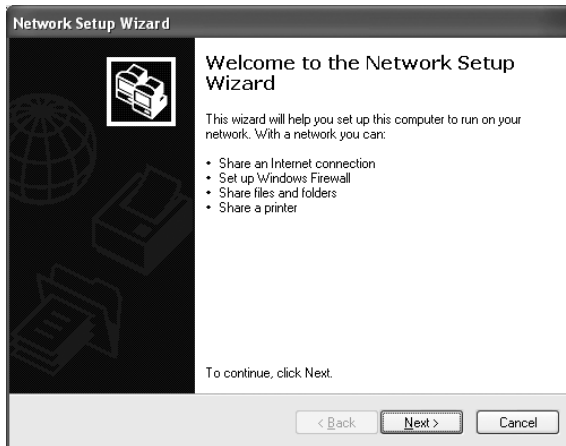 Network Setup Wizard
Welcome to the Network Setup
Wizard
This wizard will help you set up this computer to run on your
network. With a network you can:
• Share an Internet connection
• Set up Windows Firewall
• Share files and folders
• Share a printer
To continue, click Next.
< Back Next > Cancel